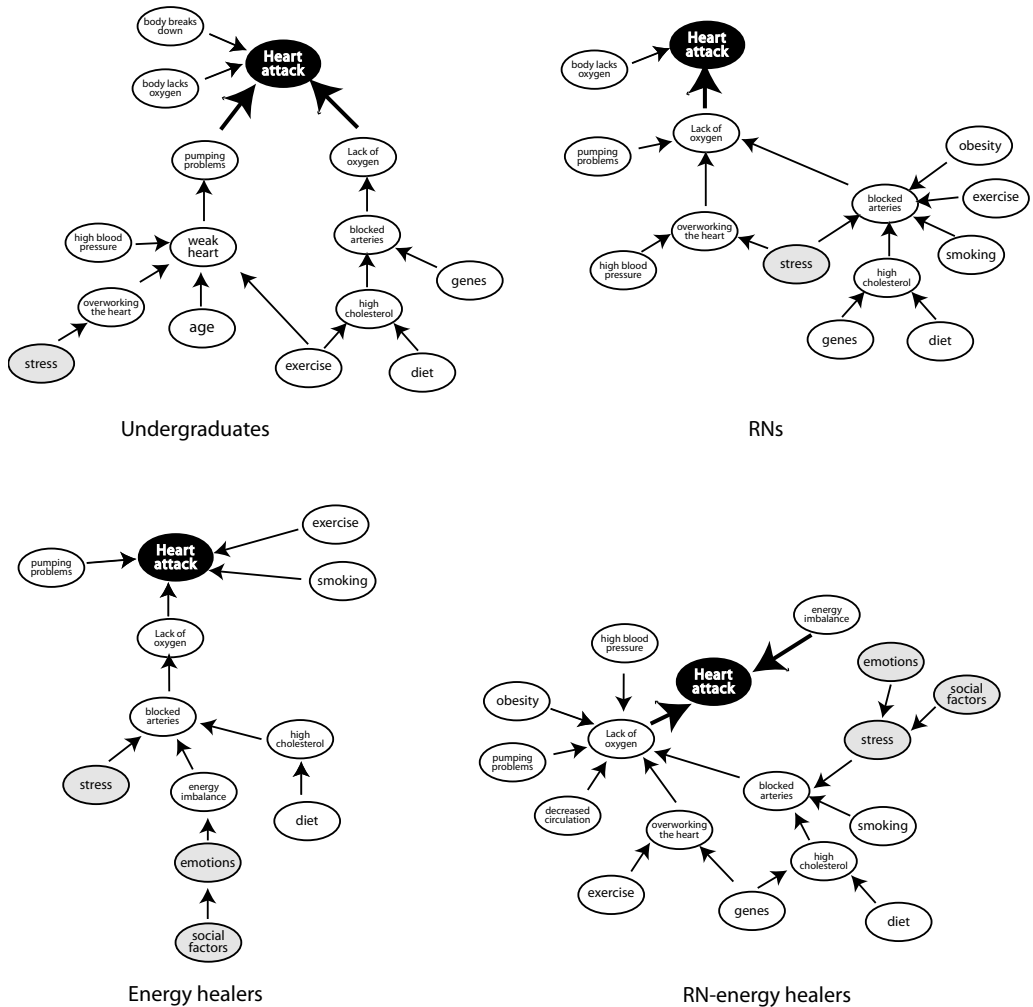 body breaks
down
body lacks
oxygen
Heart
attack
pumping
problems
Lack of
oxygen
high blood
pressure
weak
heart
blocked
arteries
genes
overworking
the heart
age
high
cholesterol
stress
exercise
diet
Undergraduates
Heart
attack
body lacks
oxygen
Lack of
oxygen
pumping
problems
obesity
exercise
blocked
arteries
smoking
overworking
the heart
high blood
pressure
stress
high
cholesterol
genes
diet
RNs
exercise
Heart
attack
pumping
problems
smoking
Lack of
oxygen
blocked
arteries
high
cholesterol
stress
energy
imbalance
diet
emotions
social
factors
Energy healers
energy
imbalance
high blood
pressure
Heart
attack
emotions
social
factors
obesity
Lack of
oxygen
stress
pumping
problems
decreased
circulation
blocked
arteries
smoking
overworking
the heart
high
cholesterol
exercise
genes
diet
RN-energy healers